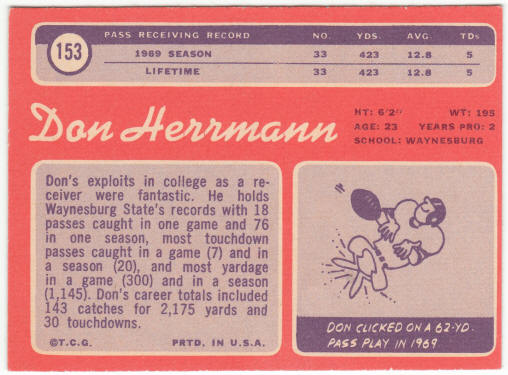 153
PASS RECEIVING RECORD NO. YDS. AVG. TDs
1969 SEASON 33 423 12.8 5
LIFETIME 33 423 12.8 5
Don Herrmann
HT: 6'2" WT: 195
AGE: 23 YEARS PRO: 2
SCHOOL: WAYNESBURG
Don's exploits in college as a re-
ceiver were fantastic. He holds
Waynesburg State's records with 18
passes caught in one game and 76
in one season, most touchdown
passes caught in a game (7) and in
a season (20), and most yardage
in a game (300) and in a season
(1,145). Don's career totals included
143 catches for 2,175 yards and
30 touchdowns.
©T.C.G. PRTD. IN U.S.A.
DON CLICKED ON A 62-YD.
PASS PLAY IN 1969